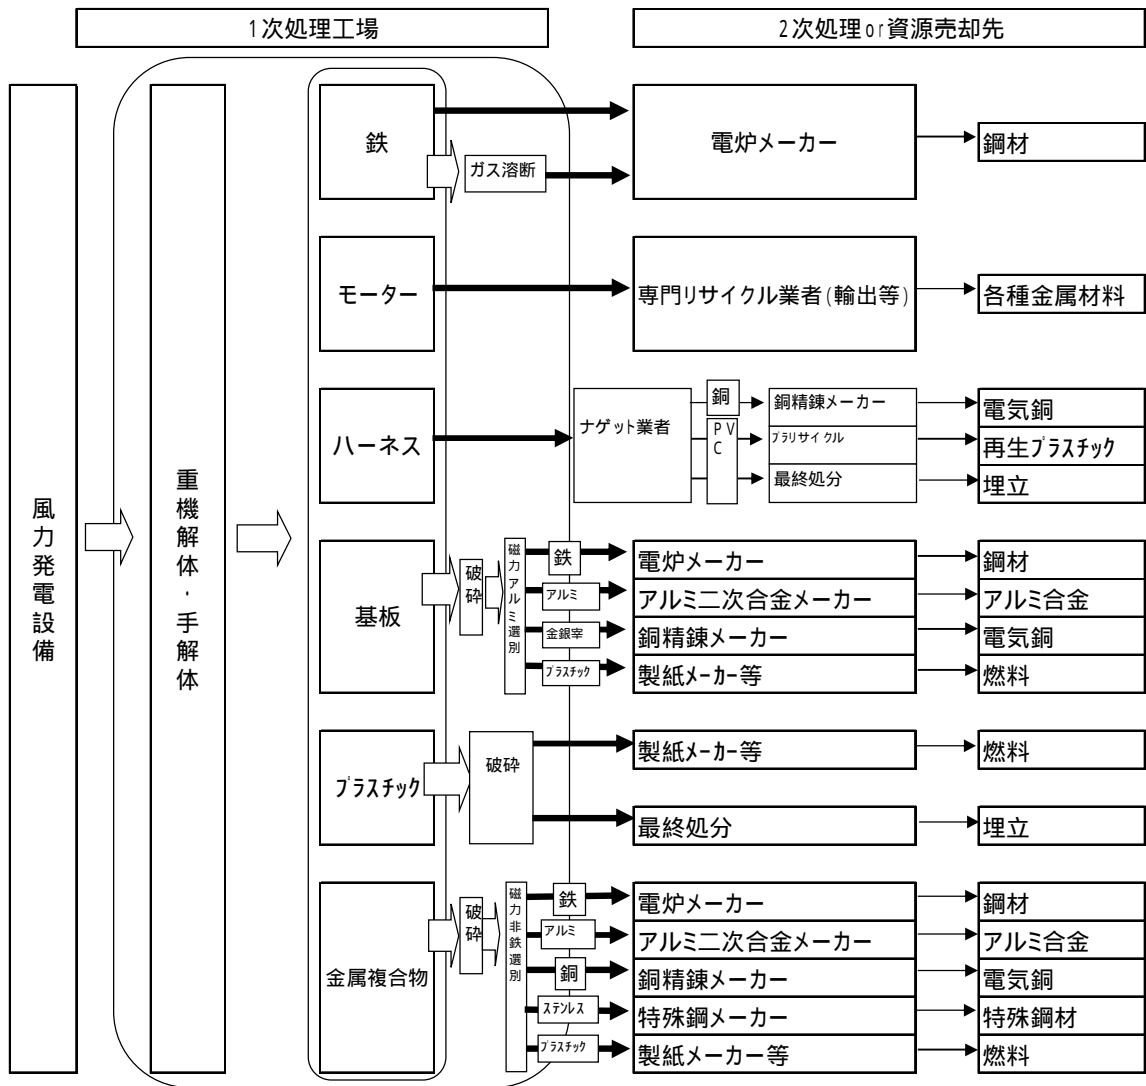 1次処理工場
2次処理or資源売却先
風力発電設備
重機解体・手解体
鉄
ガス溶断
電炉メーカー
鋼材
モーター
専門リサイクル業者(輸出等)
各種金属材料
ハーネス
ナゲット業者
銅
銅精錬メーカー
電気銅
PVC
プラリサイクル
再生プラスチック
最終処分
埋立
基板
破砕
磁力アルミ選別
鉄
電炉メーカー
鋼材
アルミ
アルミ二次合金メーカー
アルミ合金
金銀宰
銅精錬メーカー
電気銅
プラスチック
製紙メーカー等
燃料
プラスチック
破砕
製紙メーカー等
燃料
最終処分
埋立
金属複合物
破砕
磁力非鉄選別
鉄
電炉メーカー
鋼材
アルミ
アルミ二次合金メーカー
アルミ合金
銅
銅精錬メーカー
電気銅
ステンレス
特殊鋼メーカー
特殊鋼材
プラスチック
製紙メーカー等
燃料